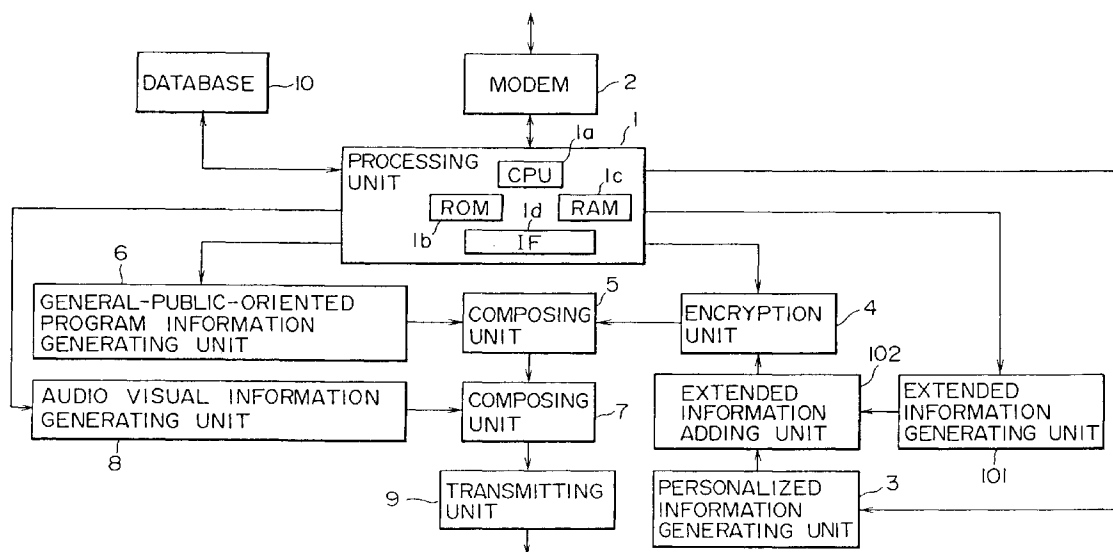 DATABASE
10
MODEM
2
1
PROCESSING
UNIT
1a
CPU
1c
ROM
RAM
1b
1d
IF
6
GENERAL-PUBLIC-ORIENTED
PROGRAM INFORMATION
GENERATING UNIT
5
COMPOSING
UNIT
ENCRYPTION
UNIT
4
AUDIO VISUAL INFORMATION
GENERATING UNIT
8
COMPOSING
UNIT
7
102
EXTENDED
INFORMATION
ADDING UNIT
EXTENDED
INFORMATION
GENERATING UNIT
101
9
TRANSMITTING
UNIT
3
PERSONALIZED
INFORMATION
GENERATING UNIT